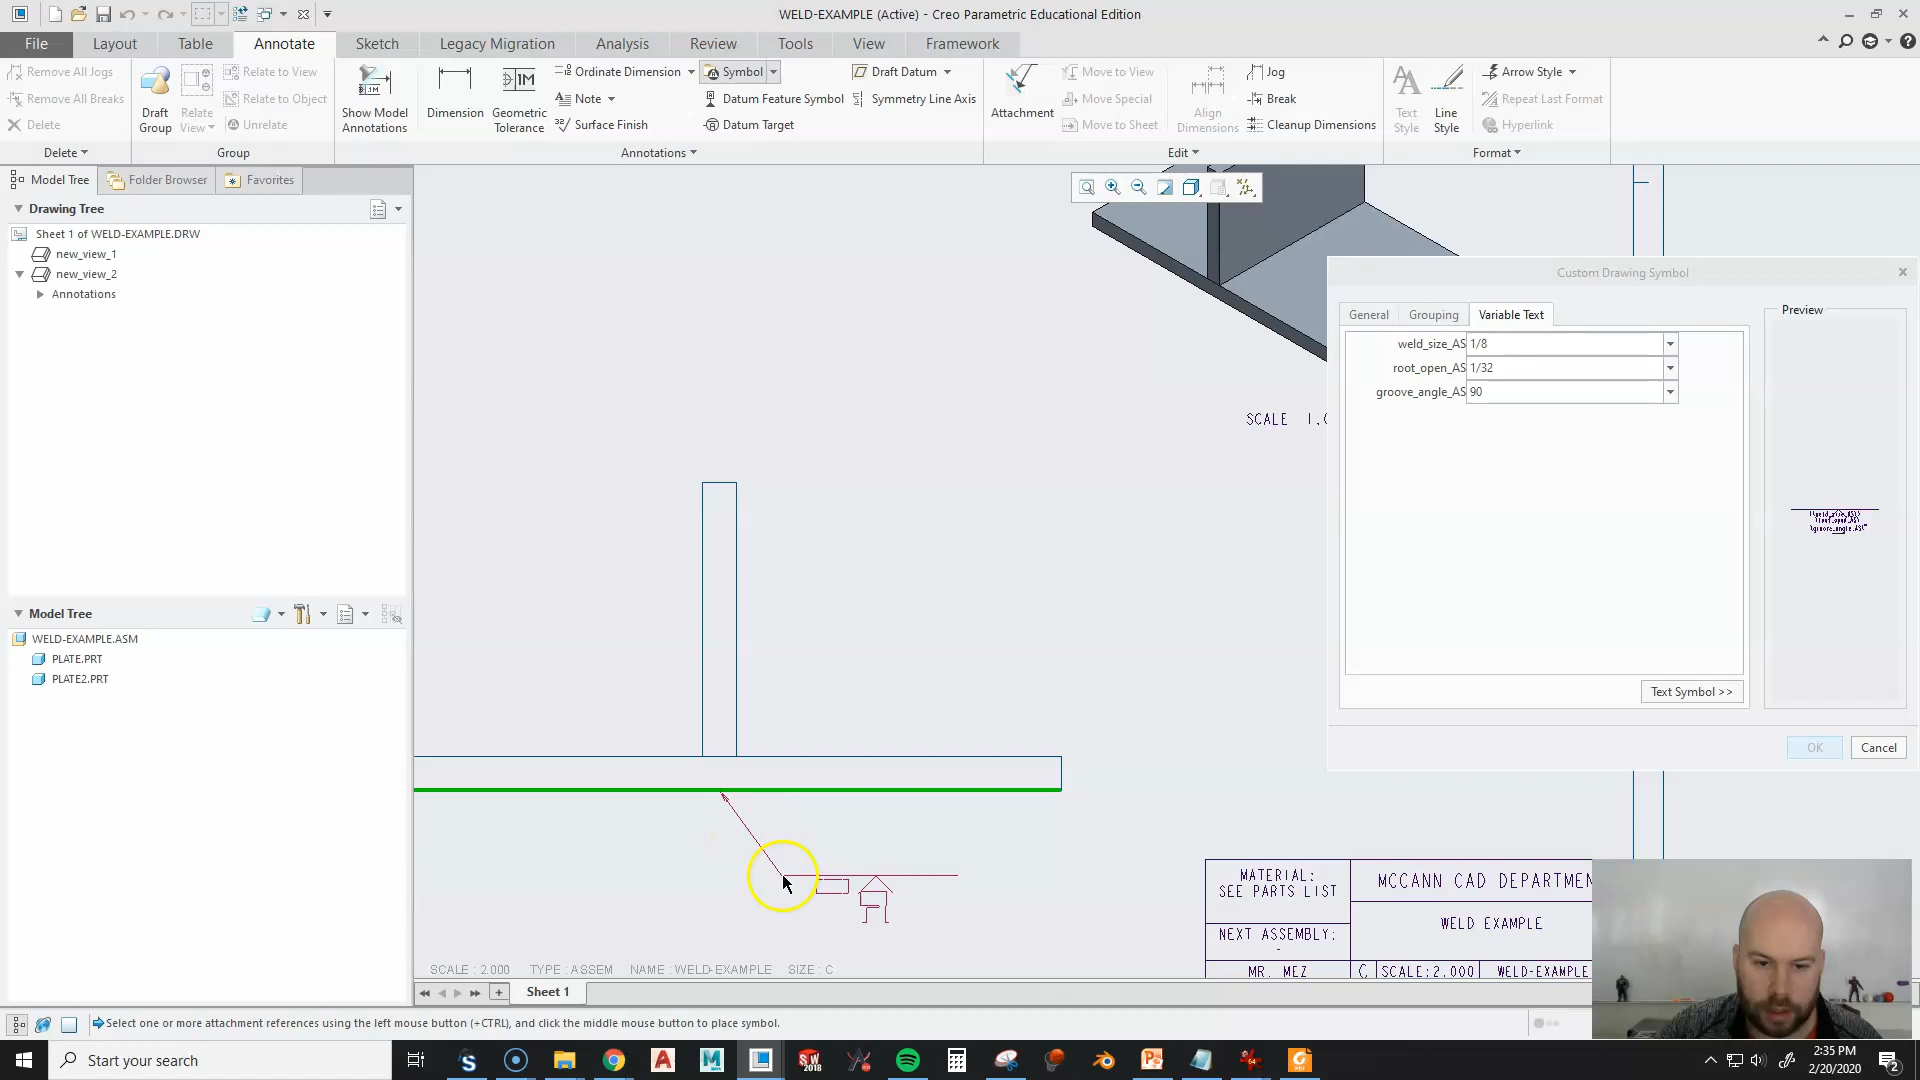 WELD-EXAMPLE (Active) - Creo Parametric Educational Edition
File
Layout
Table
Annotate
Sketch
Legacy Migration
Analysis
Review
Tools
View
Framework
Remove All Jogs
Remove All Breaks
Delete
Delete
Draft Group
Relate View
Relate to View
Relate to Object
Unrelate
Group
Show Model Annotations
Dimension
Geometric Tolerance
Ordinate Dimension
Note
Surface Finish
Symbol
Datum Feature Symbol
Datum Target
Draft Datum
Symmetry Line Axis
Annotations
Attachment
Move to View
Move Special
Move to Sheet
Align Dimensions
Jog
Break
Cleanup Dimensions
Edit
Text Style
Line Style
Arrow Style
Repeat Last Format
Hyperlink
Format
Model Tree
Folder Browser
Favorites
Drawing Tree
Sheet 1 of WELD-EXAMPLE.DRW
new_view_1
new_view_2
Annotations
Model Tree
WELD-EXAMPLE.ASM
PLATE.PRT
PLATE2.PRT
SCALE 1.0
Custom Drawing Symbol
General
Grouping
Variable Text
Preview
weld_size_AS 1/8
root_open_AS 1/32
groove_angle_AS 90
Text Symbol >>
OK
Cancel
MATERIAL:
SEE PARTS LIST
MCCANN CAD DEPARTMEN
WELD EXAMPLE
NEXT ASSEMBLY:
-
MR. MEZ
C
SCALE:2.000
WELD-EXAMPLE
SCALE : 2.000 TYPE : ASSEM NAME : WELD-EXAMPLE SIZE : C
Sheet 1
Select one or more attachment references using the left mouse button (+CTRL), and click the middle mouse button to place symbol.
Start your search
2:35 PM
2/20/2020
2